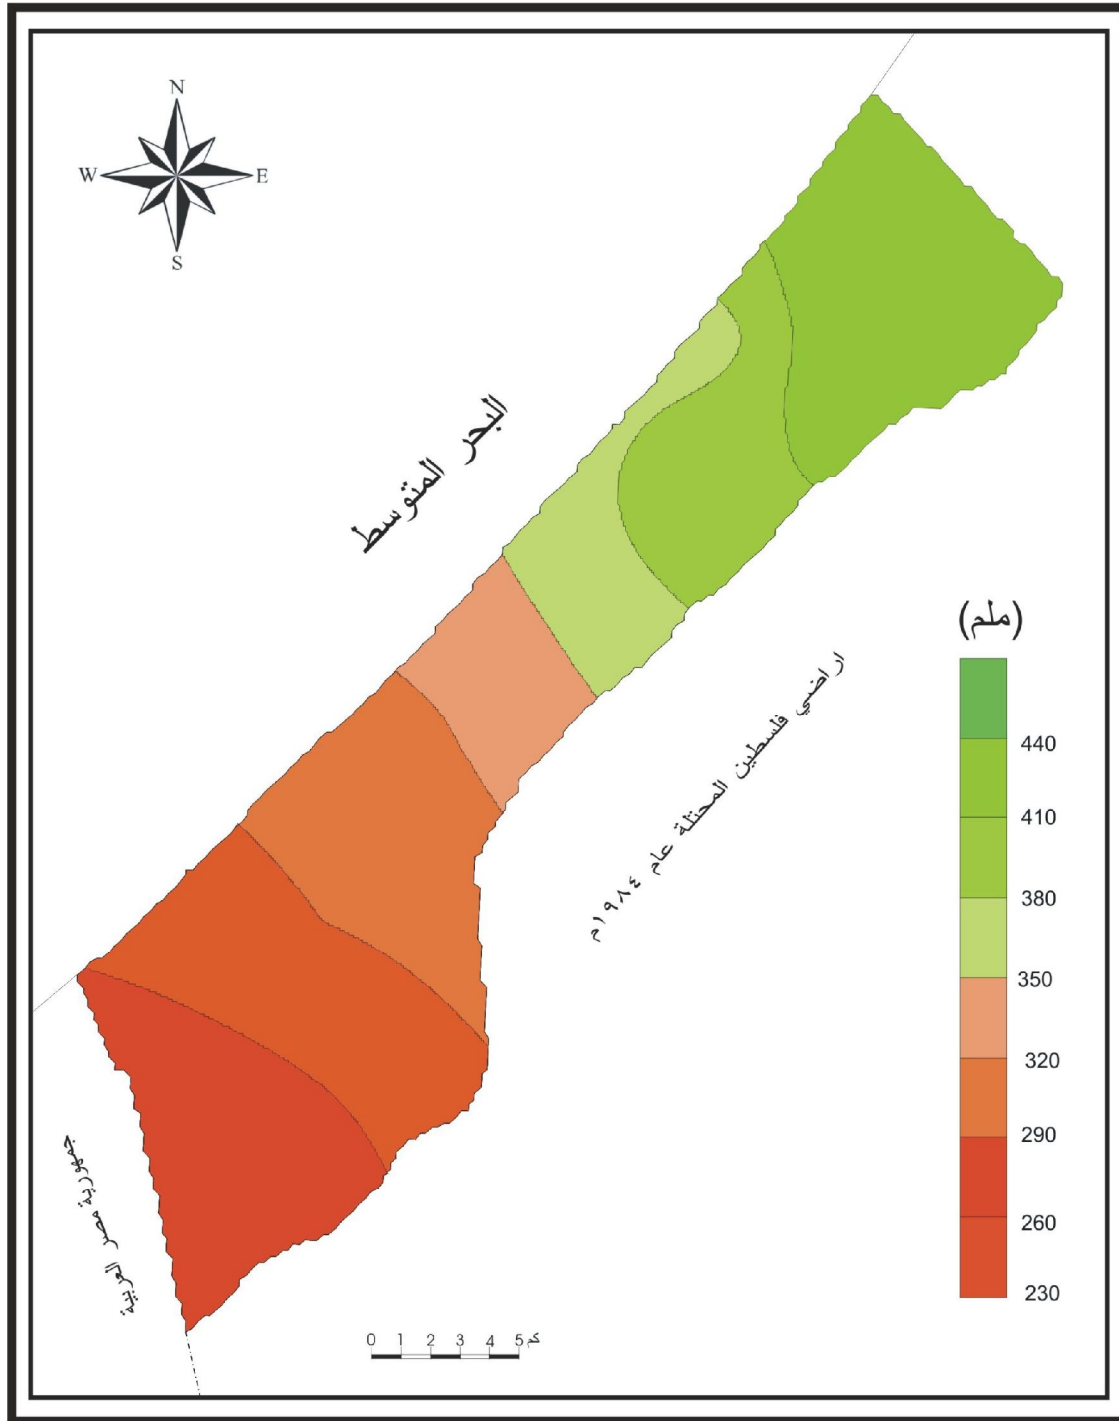 N
W E
S
البحر المتوسط
(ملم)
440
410
380
350
320
290
260
230
اراضي فلسطين المحتلة عام ١٩٨٤م
جمهورية مصر العربية
0 1 2 3 4 5 كم